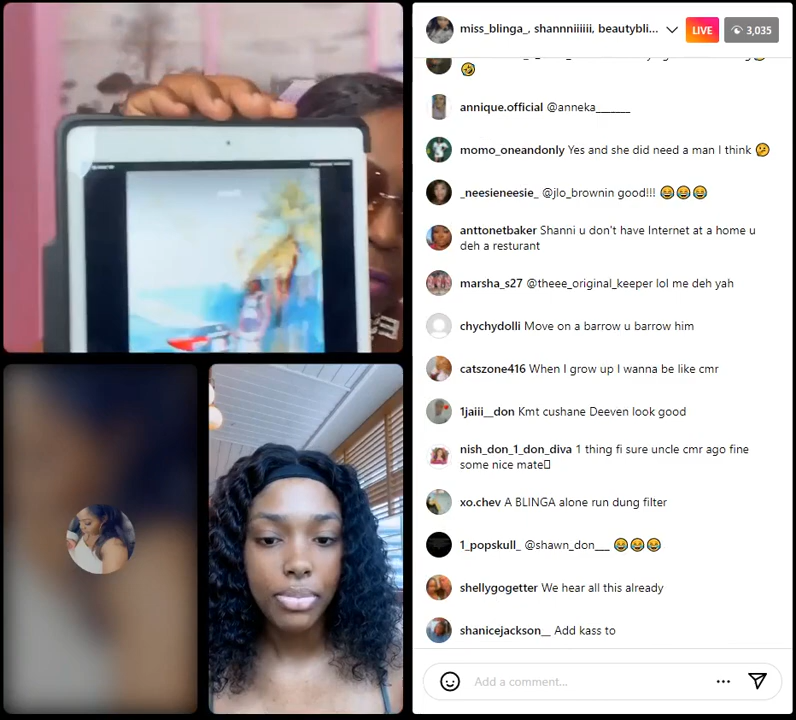 miss_blinga_, shannniiiiii, beautybli...
LIVE
3,035
annique.official @anneka_______
momo_oneandonly Yes and she did need a man I think 🤔
_neesieneesie_ @jlo_brownin good!!! 😂😂😂
anttonetbaker Shanni u don't have Internet at a home u
deh a resturant
marsha_s27 @theee_original_keeper lol me deh yah
chychydolli Move on a barrow u barrow him
catszone416 When I grow up I wanna be like cmr
1jaiii__don Kmt cushane Deeven look good
nish_don_1_don_diva 1 thing fi sure uncle cmr ago fine
some nice mate▯
xo.chev A BLINGA alone run dung filter
1_popskull_ @shawn_don___ 😂😂😂
shellygogetter We hear all this already
shanicejackson__ Add kass to
Add a comment...